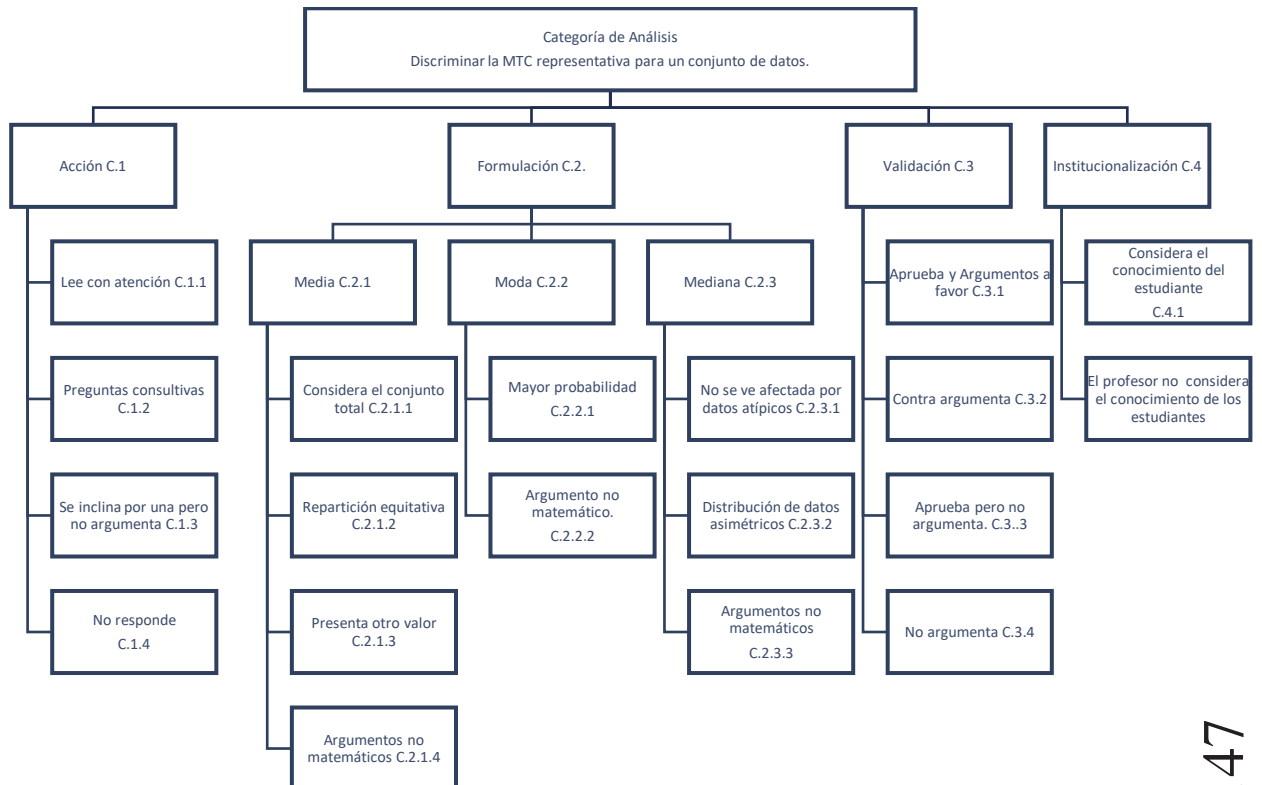 Categoría de Análisis
Discriminar la MTC representativa para un conjunto de datos.
Acción C.1
Lee con atención C.1.1
Preguntas consultivas
C.1.2
Se inclina por una pero
no argumenta C.1.3
No responde
C.1.4
Formulación C.2.
Media C.2.1
Considera el conjunto
total C.2.1.1
Repartición equitativa
C.2.1.2
Presenta otro valor
C.2.1.3
Argumentos no
matemáticos C.2.1.4
Moda C.2.2
Mayor probabilidad
C.2.2.1
Argumento no
matemático.
C.2.2.2
Mediana C.2.3
No se ve afectada por
datos atípicos C.2.3.1
Distribución de datos
asimétricos C.2.3.2
Argumentos no
matemáticos
C.2.3.3
Validación C.3
Aprueba y Argumentos a
favor C.3.1
Contra argumenta C.3.2
Aprueba pero no
argumenta. C.3..3
No argumenta C.3.4
Institucionalización C.4
Considera el
conocimiento del
estudiante
C.4.1
El profesor no considera
el conocimiento de los
estudiantes
47